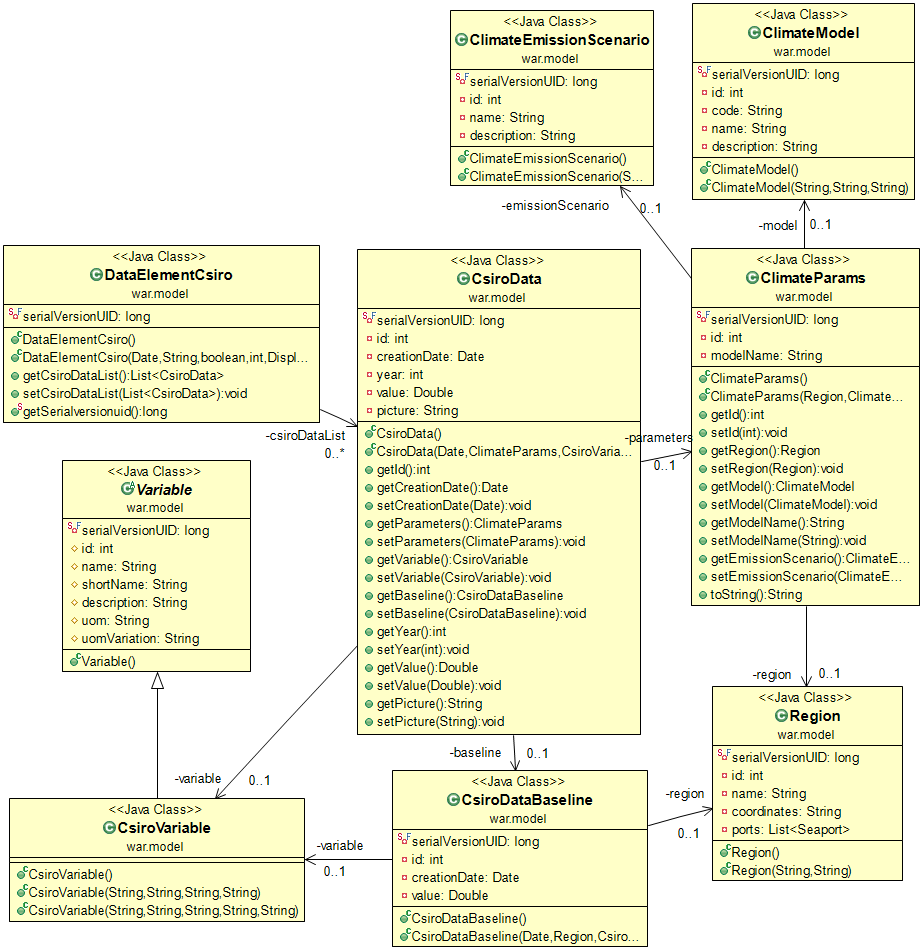 <<Java Class>>
ClimateEmissionScenario
war.model
serialVersionUID: long
id: int
name: String
description: String
ClimateEmissionScenario()
ClimateEmissionScenario(S...
<<Java Class>>
ClimateModel
war.model
serialVersionUID: long
id: int
code: String
name: String
description: String
ClimateModel()
ClimateModel(String,String,String)
-emissionScenario
0..1
-model
0..1
<<Java Class>>
DataElementCsiro
war.model
serialVersionUID: long
DataElementCsiro()
DataElementCsiro(Date,String,boolean,int,Displ...
getCsiroDataList():List<CsiroData>
setCsiroDataList(List<CsiroData>):void
getSerialversionuid():long
-csiroDataList
0..*
<<Java Class>>
CsiroData
war.model
serialVersionUID: long
id: int
creationDate: Date
year: int
value: Double
picture: String
CsiroData()
CsiroData(Date,ClimateParams,CsiroVaria...
getId():int
getCreationDate():Date
setCreationDate(Date):void
getParameters():ClimateParams
setParameters(ClimateParams):void
getVariable():CsiroVariable
setVariable(CsiroVariable):void
getBaseline():CsiroDataBaseline
setBaseline(CsiroDataBaseline):void
getYear():int
setYear(int):void
getValue():Double
setValue(Double):void
getPicture():String
setPicture(String):void
-parameters
0..1
<<Java Class>>
ClimateParams
war.model
serialVersionUID: long
id: int
modelName: String
ClimateParams()
ClimateParams(Region,Climate...
getId():int
setId(int):void
getRegion():Region
setRegion(Region):void
getModel():ClimateModel
setModel(ClimateModel):void
getModelName():String
setModelName(String):void
getEmissionScenario():ClimateE...
setEmissionScenario(ClimateE...
toString():String
<<Java Class>>
Variable
war.model
serialVersionUID: long
id: int
name: String
shortName: String
description: String
uom: String
uomVariation: String
Variable()
-region
0..1
-baseline
0..1
-variable
0..1
<<Java Class>>
Region
war.model
serialVersionUID: long
id: int
name: String
coordinates: String
ports: List<Seaport>
Region()
Region(String,String)
<<Java Class>>
CsiroVariable
war.model
CsiroVariable()
CsiroVariable(String,String,String,String)
CsiroVariable(String,String,String,String,String)
-variable
0..1
<<Java Class>>
CsiroDataBaseline
war.model
serialVersionUID: long
id: int
creationDate: Date
value: Double
CsiroDataBaseline()
CsiroDataBaseline(Date,Region,Csiro...
-region
0..1